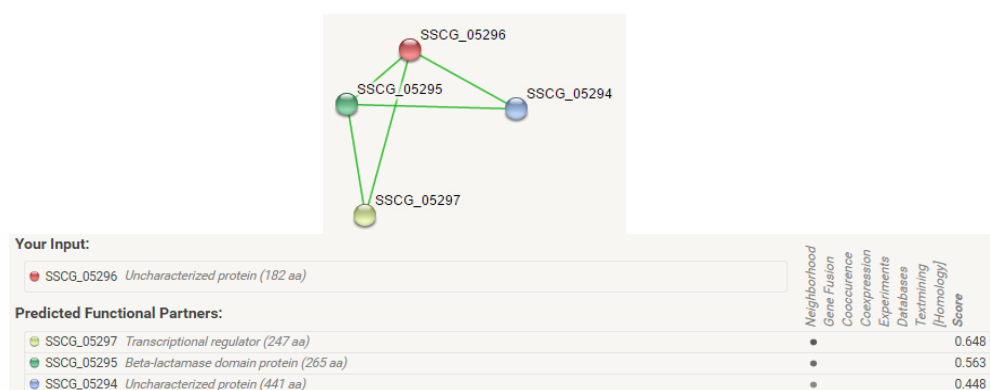 SSCG_05296
SSCG_05295
SSCG_05294
SSCG_05297
Your Input:
Neighborhood
Gene Fusion
Cooccurence
Coexpression
Experiments
Databases
Textmining
[Homology]
Score
SSCG_05296 Uncharacterized protein (182 aa)
Predicted Functional Partners:
SSCG_05297 Transcriptional regulator (247 aa) 0.648
SSCG_05295 Beta-lactamase domain protein (265 aa) 0.563
SSCG_05294 Uncharacterized protein (441 aa) 0.448